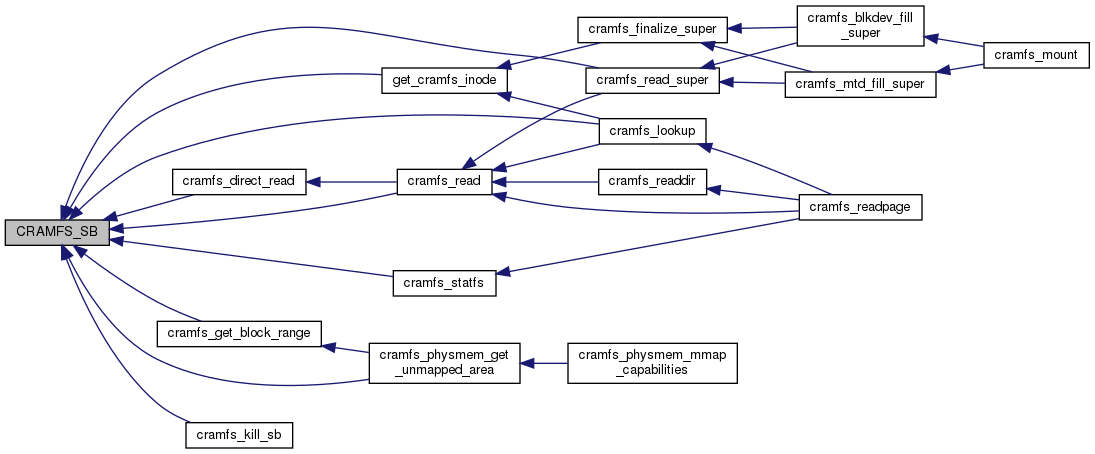 cramfs_blkdev_fill
_super
cramfs_finalize_super
cramfs_mount
get_cramfs_inode
cramfs_read_super
cramfs_mtd_fill_super
cramfs_lookup
cramfs_direct_read
cramfs_read
cramfs_readdir
cramfs_readpage
CRAMFS_SB
cramfs_statfs
cramfs_get_block_range
cramfs_physmem_get
_unmapped_area
cramfs_physmem_mmap
_capabilities
cramfs_kill_sb